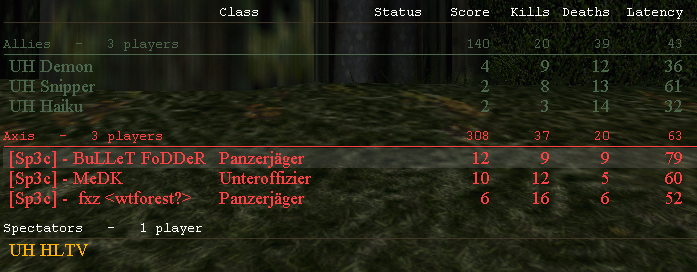 Class Status Score Kills Deaths Latency
Allies - 3 players 140 20 39 43
UH Demon 4 9 12 36
UH Snipper 2 8 13 61
UH Haiku 2 3 14 32
Axis - 3 players 308 37 20 63
[Sp3c] - BuLLeT FoDDeR Panzerjäger 12 9 9 79
[Sp3c] - MeDK Unteroffizier 10 12 5 60
[Sp3c] - fxz <wtforest?> Panzerjäger 6 16 6 52
Spectators - 1 player
UH HLTV